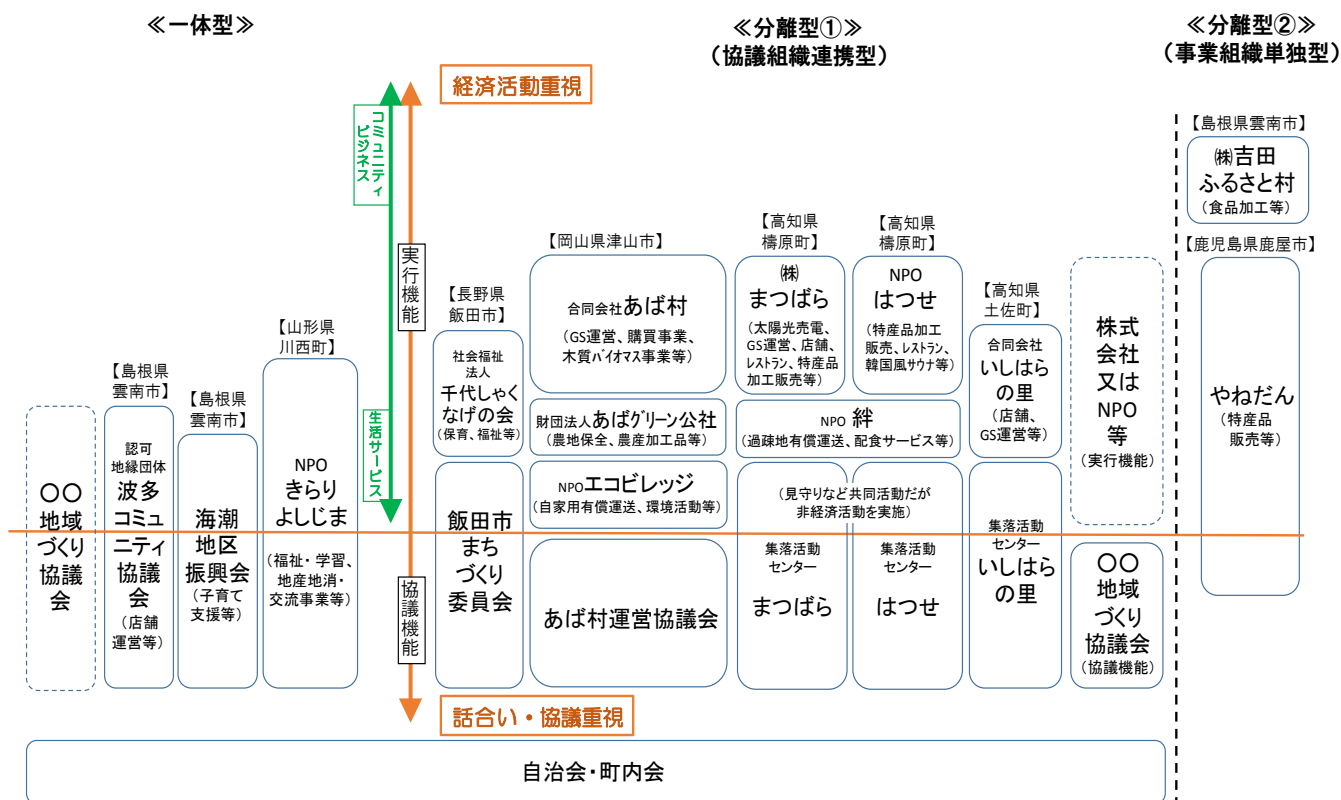 ≪一体型≫
≪分離型①≫
(協議組織連携型)
≪分離型②≫
(事業組織単独型)
経済活動重視
コミュニティ
ビジネス
生活サービス
実行機能
協議機能
話合い・協議重視
〇〇
地域
づくり
協議
会
【島根県
雲南市】
認可
地縁団体
波多
コミュ
ニティ
協議
会
(店舗
運営等)
【島根県
雲南市】
海潮
地区
振興会
(子育て
支援等)
【山形県
川西町】
NPO
きらり
よしじま
(福祉・学習、
地産地消・
交流事業等)
【長野県
飯田市】
社会福祉
法人
千代しゃく
なげの会
(保育、福祉等)
飯田市
まち
づくり
委員会
【岡山県津山市】
合同会社あば村
(GS運営、購買事業、
木質バイオマス事業等)
財団法人あばグリーン公社
(農地保全、農産加工品等)
NPOエコビレッジ
(自家用有償運送、環境活動等)
あば村運営協議会
【高知県
檮原町】
㈱
まつばら
(太陽光売電、
GS運営、店舗、
レストラン、特産品
加工販売等)
【高知県
檮原町】
NPO
はつせ
(特産品加工
販売、レストラン、
韓国風サウナ等)
NPO 絆
(過疎地有償運送、配食サービス等)
(見守りなど共同活動だが
非経済活動を実施)
集落活動
センター
まつばら
集落活動
センター
はつせ
【高知県
土佐町】
合同会社
いしはら
の里
(店舗、
GS運営等)
集落活動
センター
いしはら
の里
株式
会社
又は
NPO
等
(実行機能)
〇〇
地域
づくり
協議会
(協議機能)
【島根県雲南市】
㈱吉田
ふるさと村
(食品加工等)
【鹿児島県鹿屋市】
やねだん
(特産品
販売等)
自治会・町内会